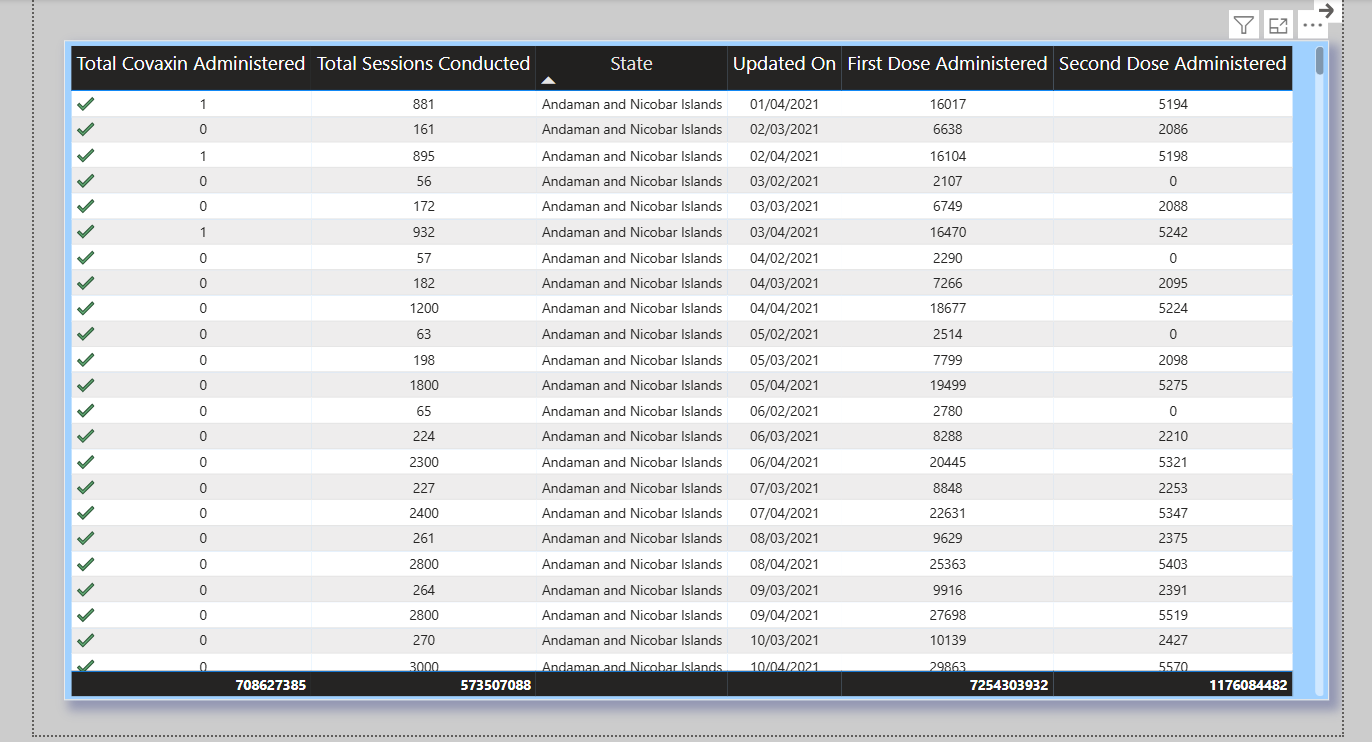 Total Covaxin Administered Total Sessions Conducted State Updated On First Dose Administered Second Dose Administered
1 881 Andaman and Nicobar Islands 01/04/2021 16017 5194
0 161 Andaman and Nicobar Islands 02/03/2021 6638 2086
1 895 Andaman and Nicobar Islands 02/04/2021 16104 5198
0 56 Andaman and Nicobar Islands 03/02/2021 2107 0
0 172 Andaman and Nicobar Islands 03/03/2021 6749 2088
1 932 Andaman and Nicobar Islands 03/04/2021 16470 5242
0 57 Andaman and Nicobar Islands 04/02/2021 2290 0
0 182 Andaman and Nicobar Islands 04/03/2021 7266 2095
0 1200 Andaman and Nicobar Islands 04/04/2021 18677 5224
0 63 Andaman and Nicobar Islands 05/02/2021 2514 0
0 198 Andaman and Nicobar Islands 05/03/2021 7799 2098
0 1800 Andaman and Nicobar Islands 05/04/2021 19499 5275
0 65 Andaman and Nicobar Islands 06/02/2021 2780 0
0 224 Andaman and Nicobar Islands 06/03/2021 8288 2210
0 2300 Andaman and Nicobar Islands 06/04/2021 20445 5321
0 227 Andaman and Nicobar Islands 07/03/2021 8848 2253
0 2400 Andaman and Nicobar Islands 07/04/2021 22631 5347
0 261 Andaman and Nicobar Islands 08/03/2021 9629 2375
0 2800 Andaman and Nicobar Islands 08/04/2021 25363 5403
0 264 Andaman and Nicobar Islands 09/03/2021 9916 2391
0 2800 Andaman and Nicobar Islands 09/04/2021 27698 5519
0 270 Andaman and Nicobar Islands 10/03/2021 10139 2427
0 3000 Andaman and Nicobar Islands 10/04/2021 29863 5570
708627385 573507088 7254303932 1176084482